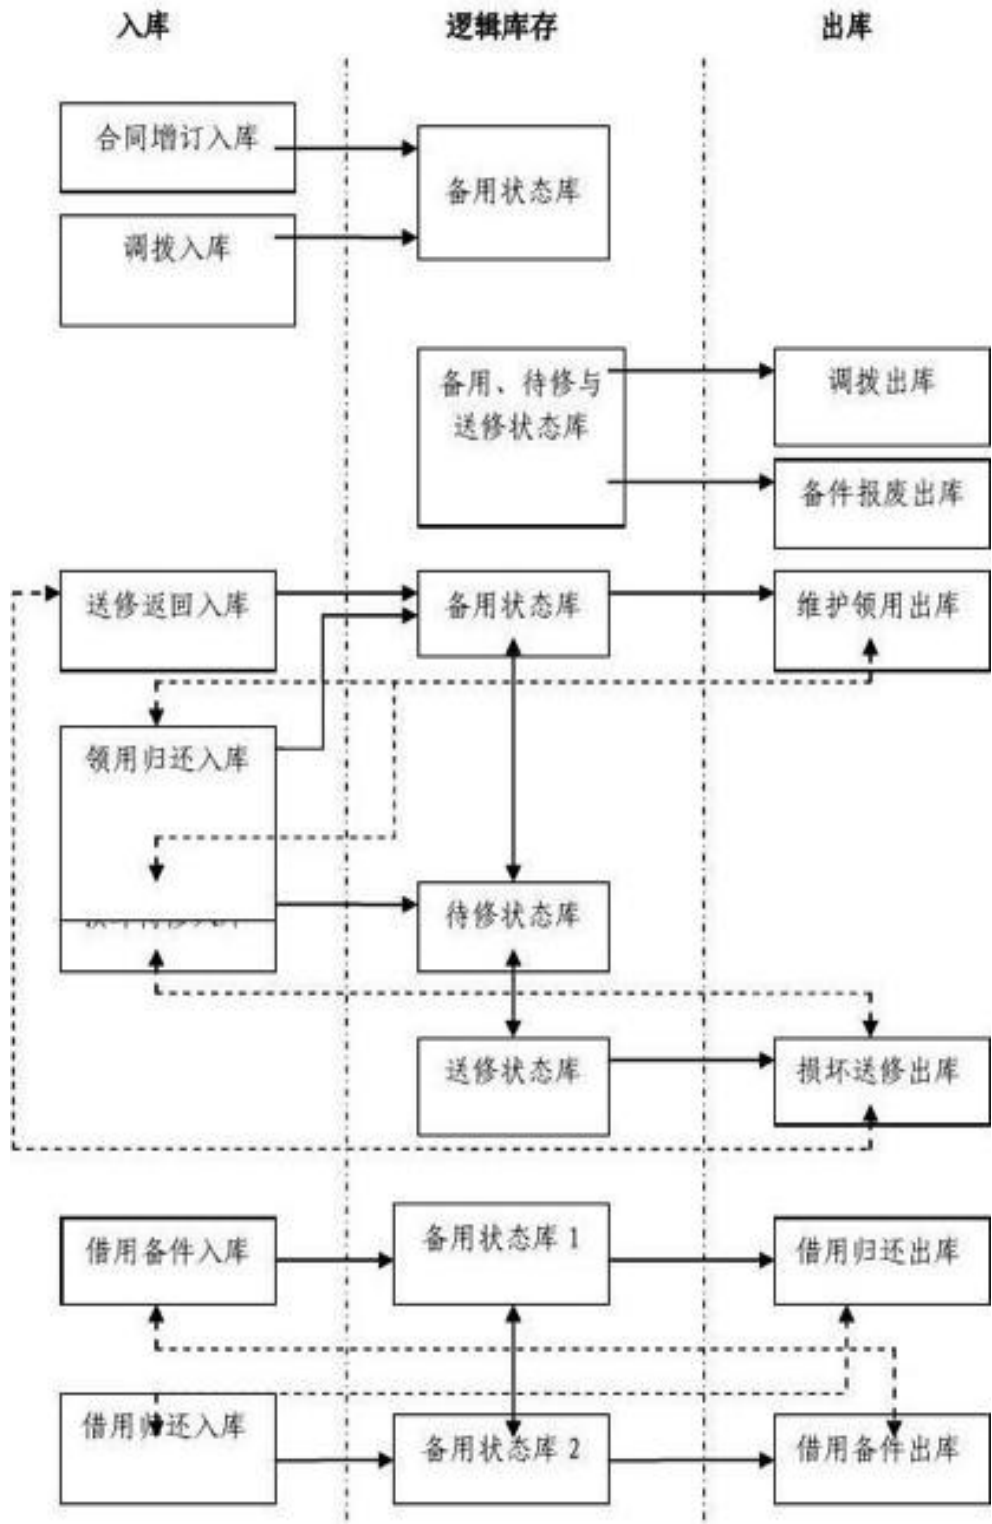 入库 逻辑库存 出库
合同增订入库
备用状态库
调拨入库
备用、待修与
送修状态库
调拨出库
备件报废出库
送修返回入库
备用状态库
维护领用出库
领用归还入库
待修状态库
送修状态库
损坏送修出库
借用备件入库
备用状态库 1
借用归还出库
借用归还入库
备用状态库 2
借用备件出库